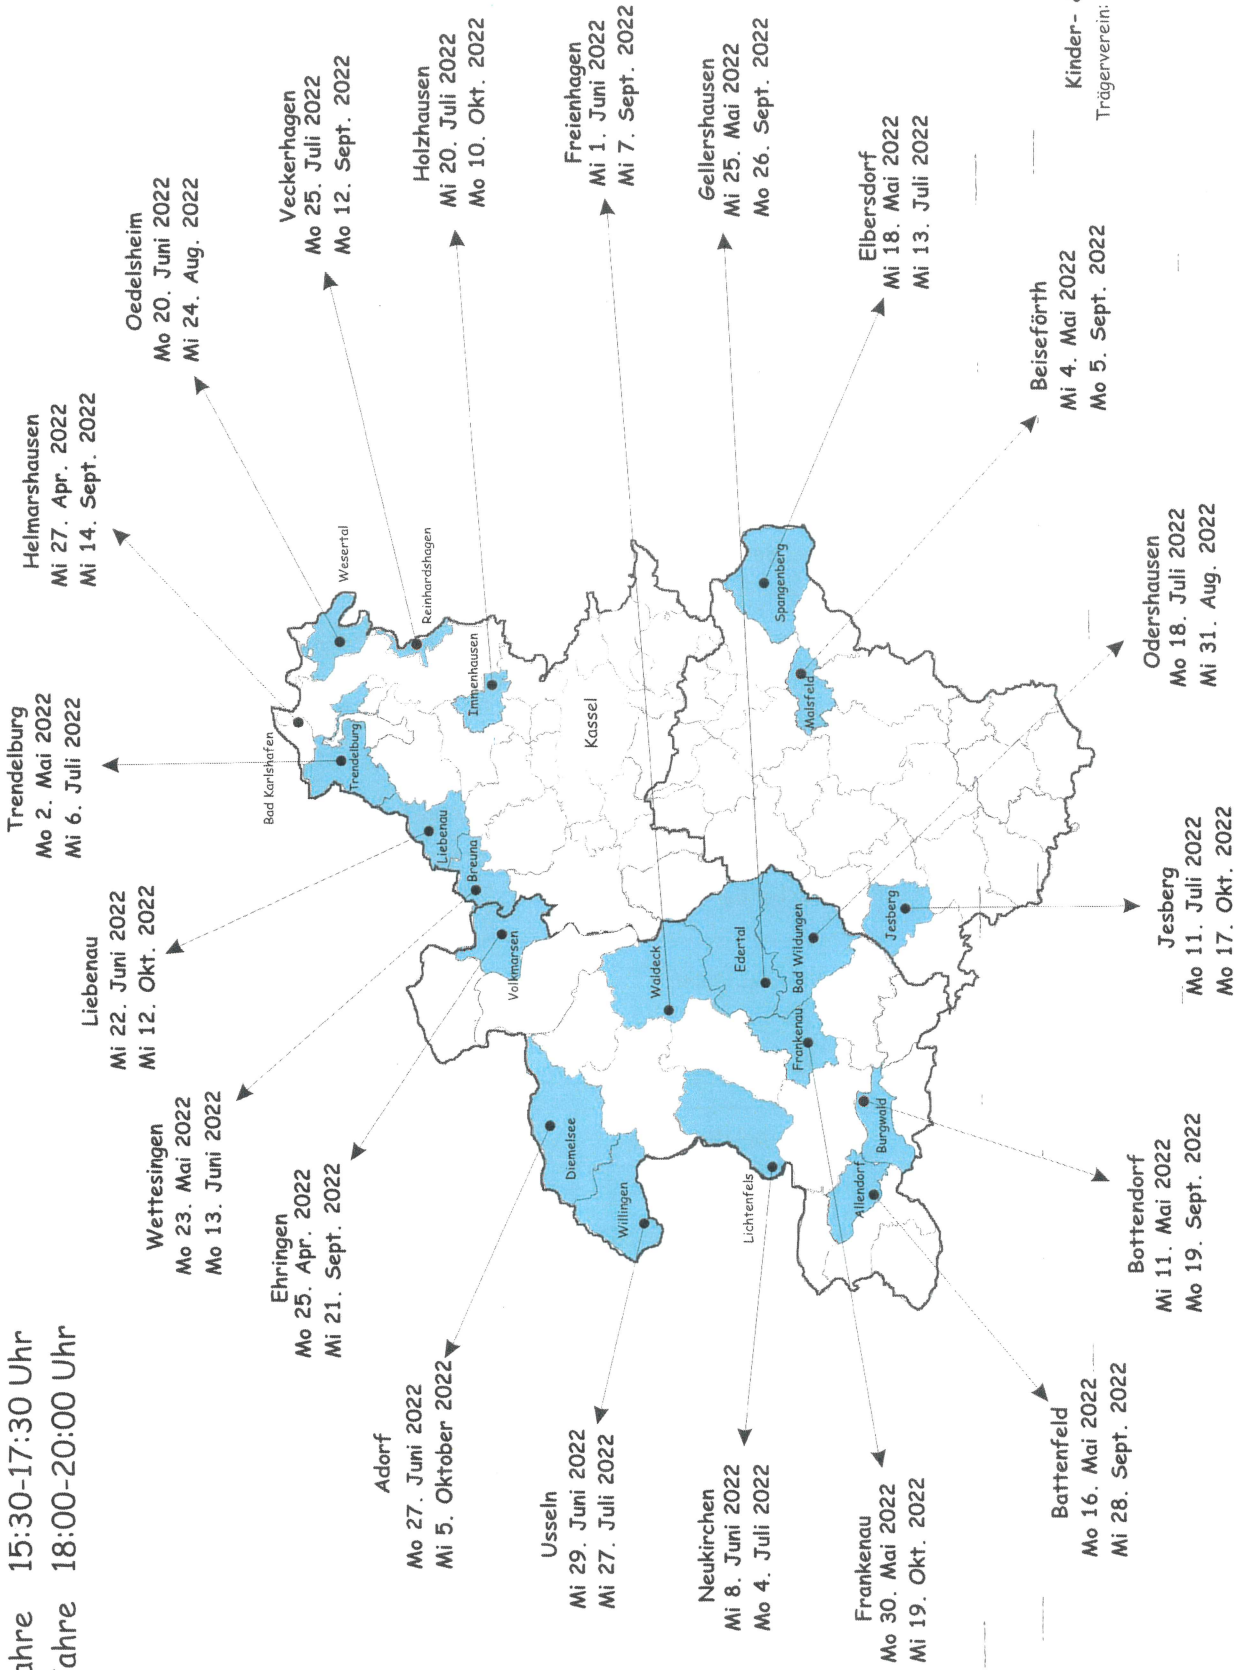 ahre 15:30-17:30 Uhr
ahre 18:00-20:00 Uhr
Trendelburg
Mo 2. Mai 2022
Mi 6. Juli 2022
Helmarshausen
Mi 27. Apr. 2022
Mi 14. Sept. 2022
Oedelsheim
Mo 20. Juni 2022
Mi 24. Aug. 2022
Veckerhagen
Mo 25. Juli 2022
Mo 12. Sept. 2022
Holzhausen
Mi 20. Juli 2022
Mo 10. Okt. 2022
Freienhagen
Mi 1. Juni 2022
Mi 7. Sept. 2022
Gellershausen
Mi 25. Mai 2022
Mo 26. Sept. 2022
Elbersdorf
Mi 18. Mai 2022
Mi 13. Juli 2022
Beiseförth
Mi 4. Mai 2022
Mo 5. Sept. 2022
Odershausen
Mo 18. Juli 2022
Mi 31. Aug. 2022
Jesberg
Mo 11. Juli 2022
Mo 17. Okt. 2022
Bottendorf
Mi 11. Mai 2022
Mo 19. Sept. 2022
Battenfeld
Mo 16. Mai 2022
Mi 28. Sept. 2022
Frankenau
Mo 30. Mai 2022
Mi 19. Okt. 2022
Neukirchen
Mi 8. Juni 2022
Mo 4. Juli 2022
Usseln
Mi 29. Juni 2022
Mi 27. Juli 2022
Adorf
Mo 27. Juni 2022
Mi 5. Oktober 2022
Ehringen
Mo 25. Apr. 2022
Mi 21. Sept. 2022
Wettesingen
Mo 23. Mai 2022
Mo 13. Juni 2022
Liebenau
Mi 22. Juni 2022
Mi 12. Okt. 2022
Bad Karlshafen
Wesertal
Trendelburg
Reinhardshagen
Liebenau
Immenhausen
Breuna
Volkmarsen
Kassel
Diemelsee
Willingen
Waldeck
Lichtenfels
Edertal
Bad Wildungen
Frankenau
Spangenberg
Malsfeld
Jesberg
Burgwald
Allendorf
Kinder-
Trägerverein: